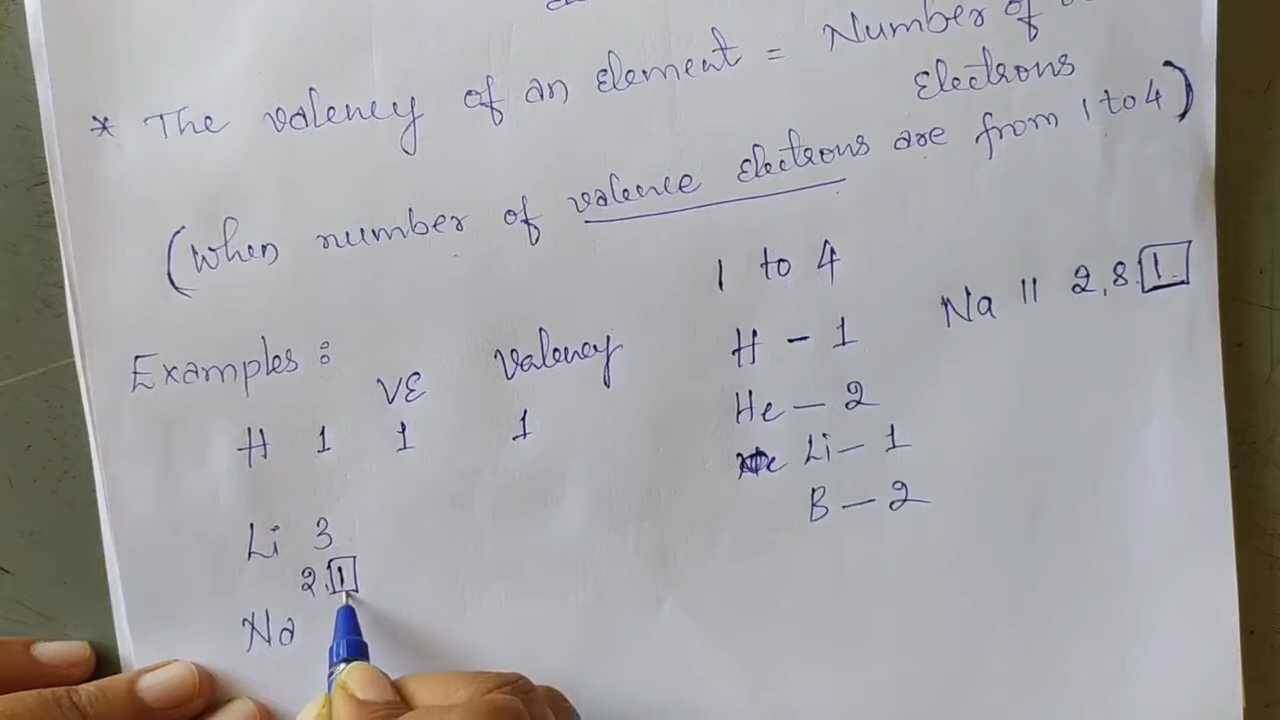 * The valency of an element = Number of
Electrons
(When number of valence electrons are from 1 to 4)
1 to 4
Na 11 2,8,1
Examples :
VE Valency
H 1 1 1
H - 1
He - 2
Li - 1
B - 2
Li 3
2,1
Na